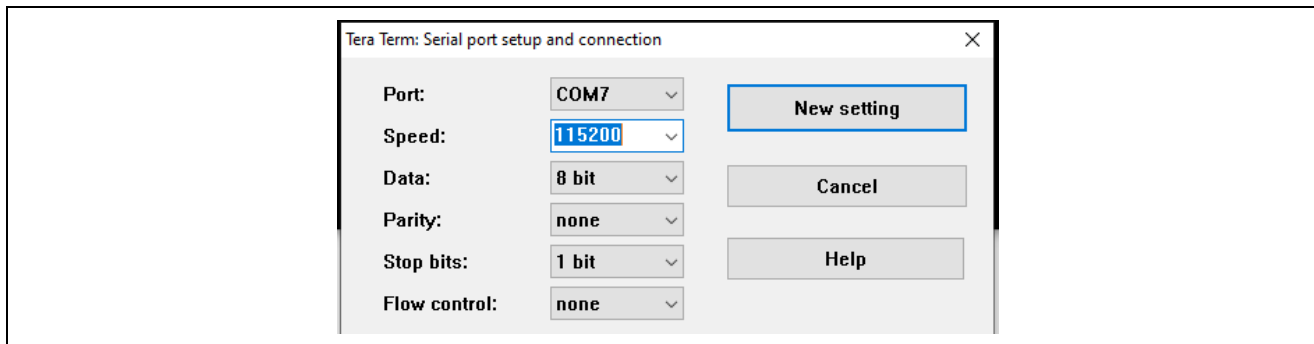 Tera Term: Serial port setup and connection
Port: COM7
New setting
Speed: 115200
Data: 8 bit
Cancel
Parity: none
Stop bits: 1 bit
Help
Flow control: none